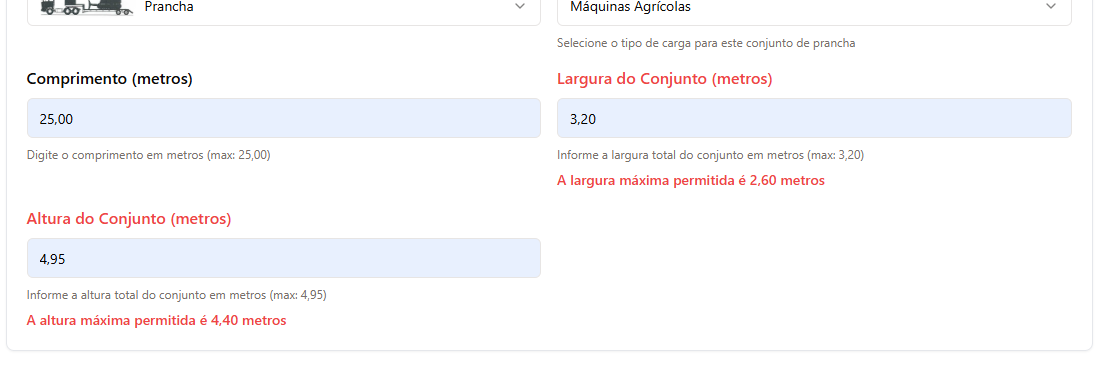 Prancha
Máquinas Agrícolas
Selecione o tipo de carga para este conjunto de prancha
Comprimento (metros)
Largura do Conjunto (metros)
25,00
3,20
Digite o comprimento em metros (max: 25,00)
Informe a largura total do conjunto em metros (max: 3,20)
A largura máxima permitida é 2,60 metros
Altura do Conjunto (metros)
4,95
Informe a altura total do conjunto em metros (max: 4,95)
A altura máxima permitida é 4,40 metros